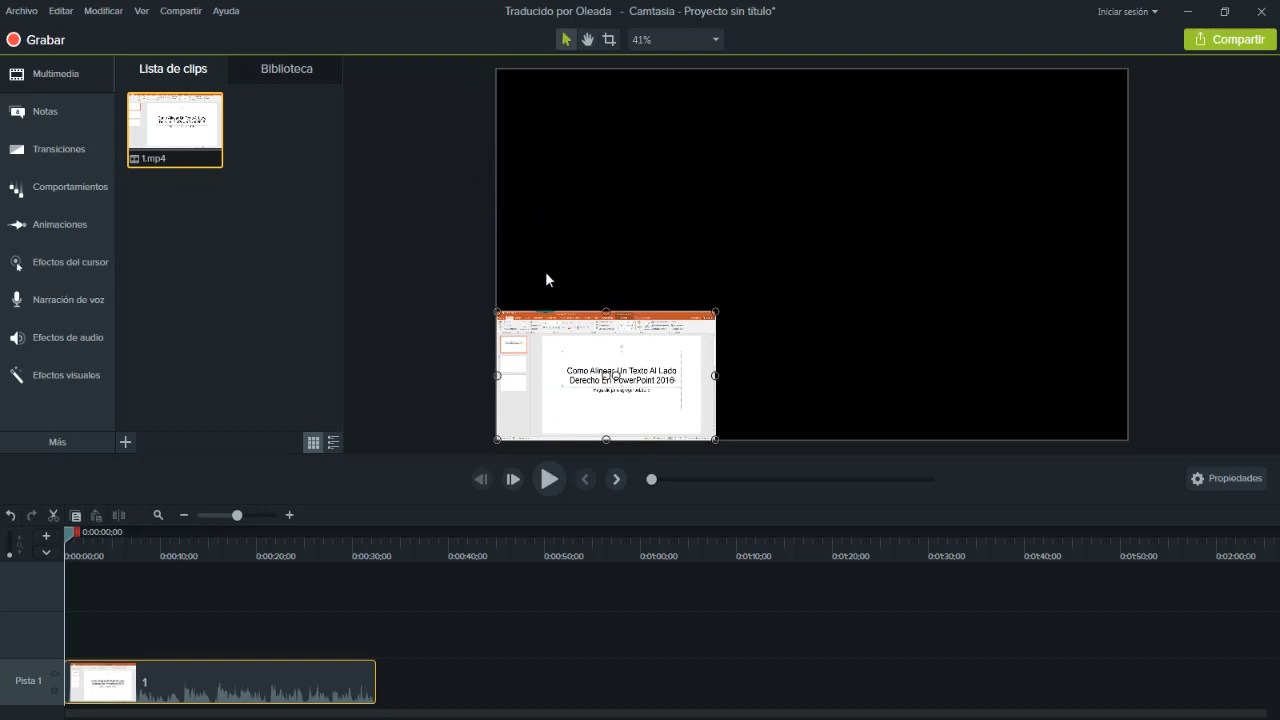 Archivo Editar Modificar Ver Compartir Ayuda
Traducido por Oleada - Camtasia - Proyecto sin título*
Iniciar sesión
Grabar
41%
Compartir
Multimedia
Lista de clips
Biblioteca
Notas
1.mp4
Transiciones
Comportamientos
Animaciones
Efectos del cursor
Narración de voz
Efectos de audio
Efectos visuales
Como Alinear Un Texto Al Lado
Derecho En PowerPoint 2016
Más
Propiedades
0:00:00;00
0:00:00;00 0:00:10;00 0:00:20;00 0:00:30;00 0:00:40;00 0:00:50;00 0:01:00;00 0:01:10;00 0:01:20;00 0:01:30;00 0:01:40;00 0:01:50;00 0:02:00;00
Pista 1
1